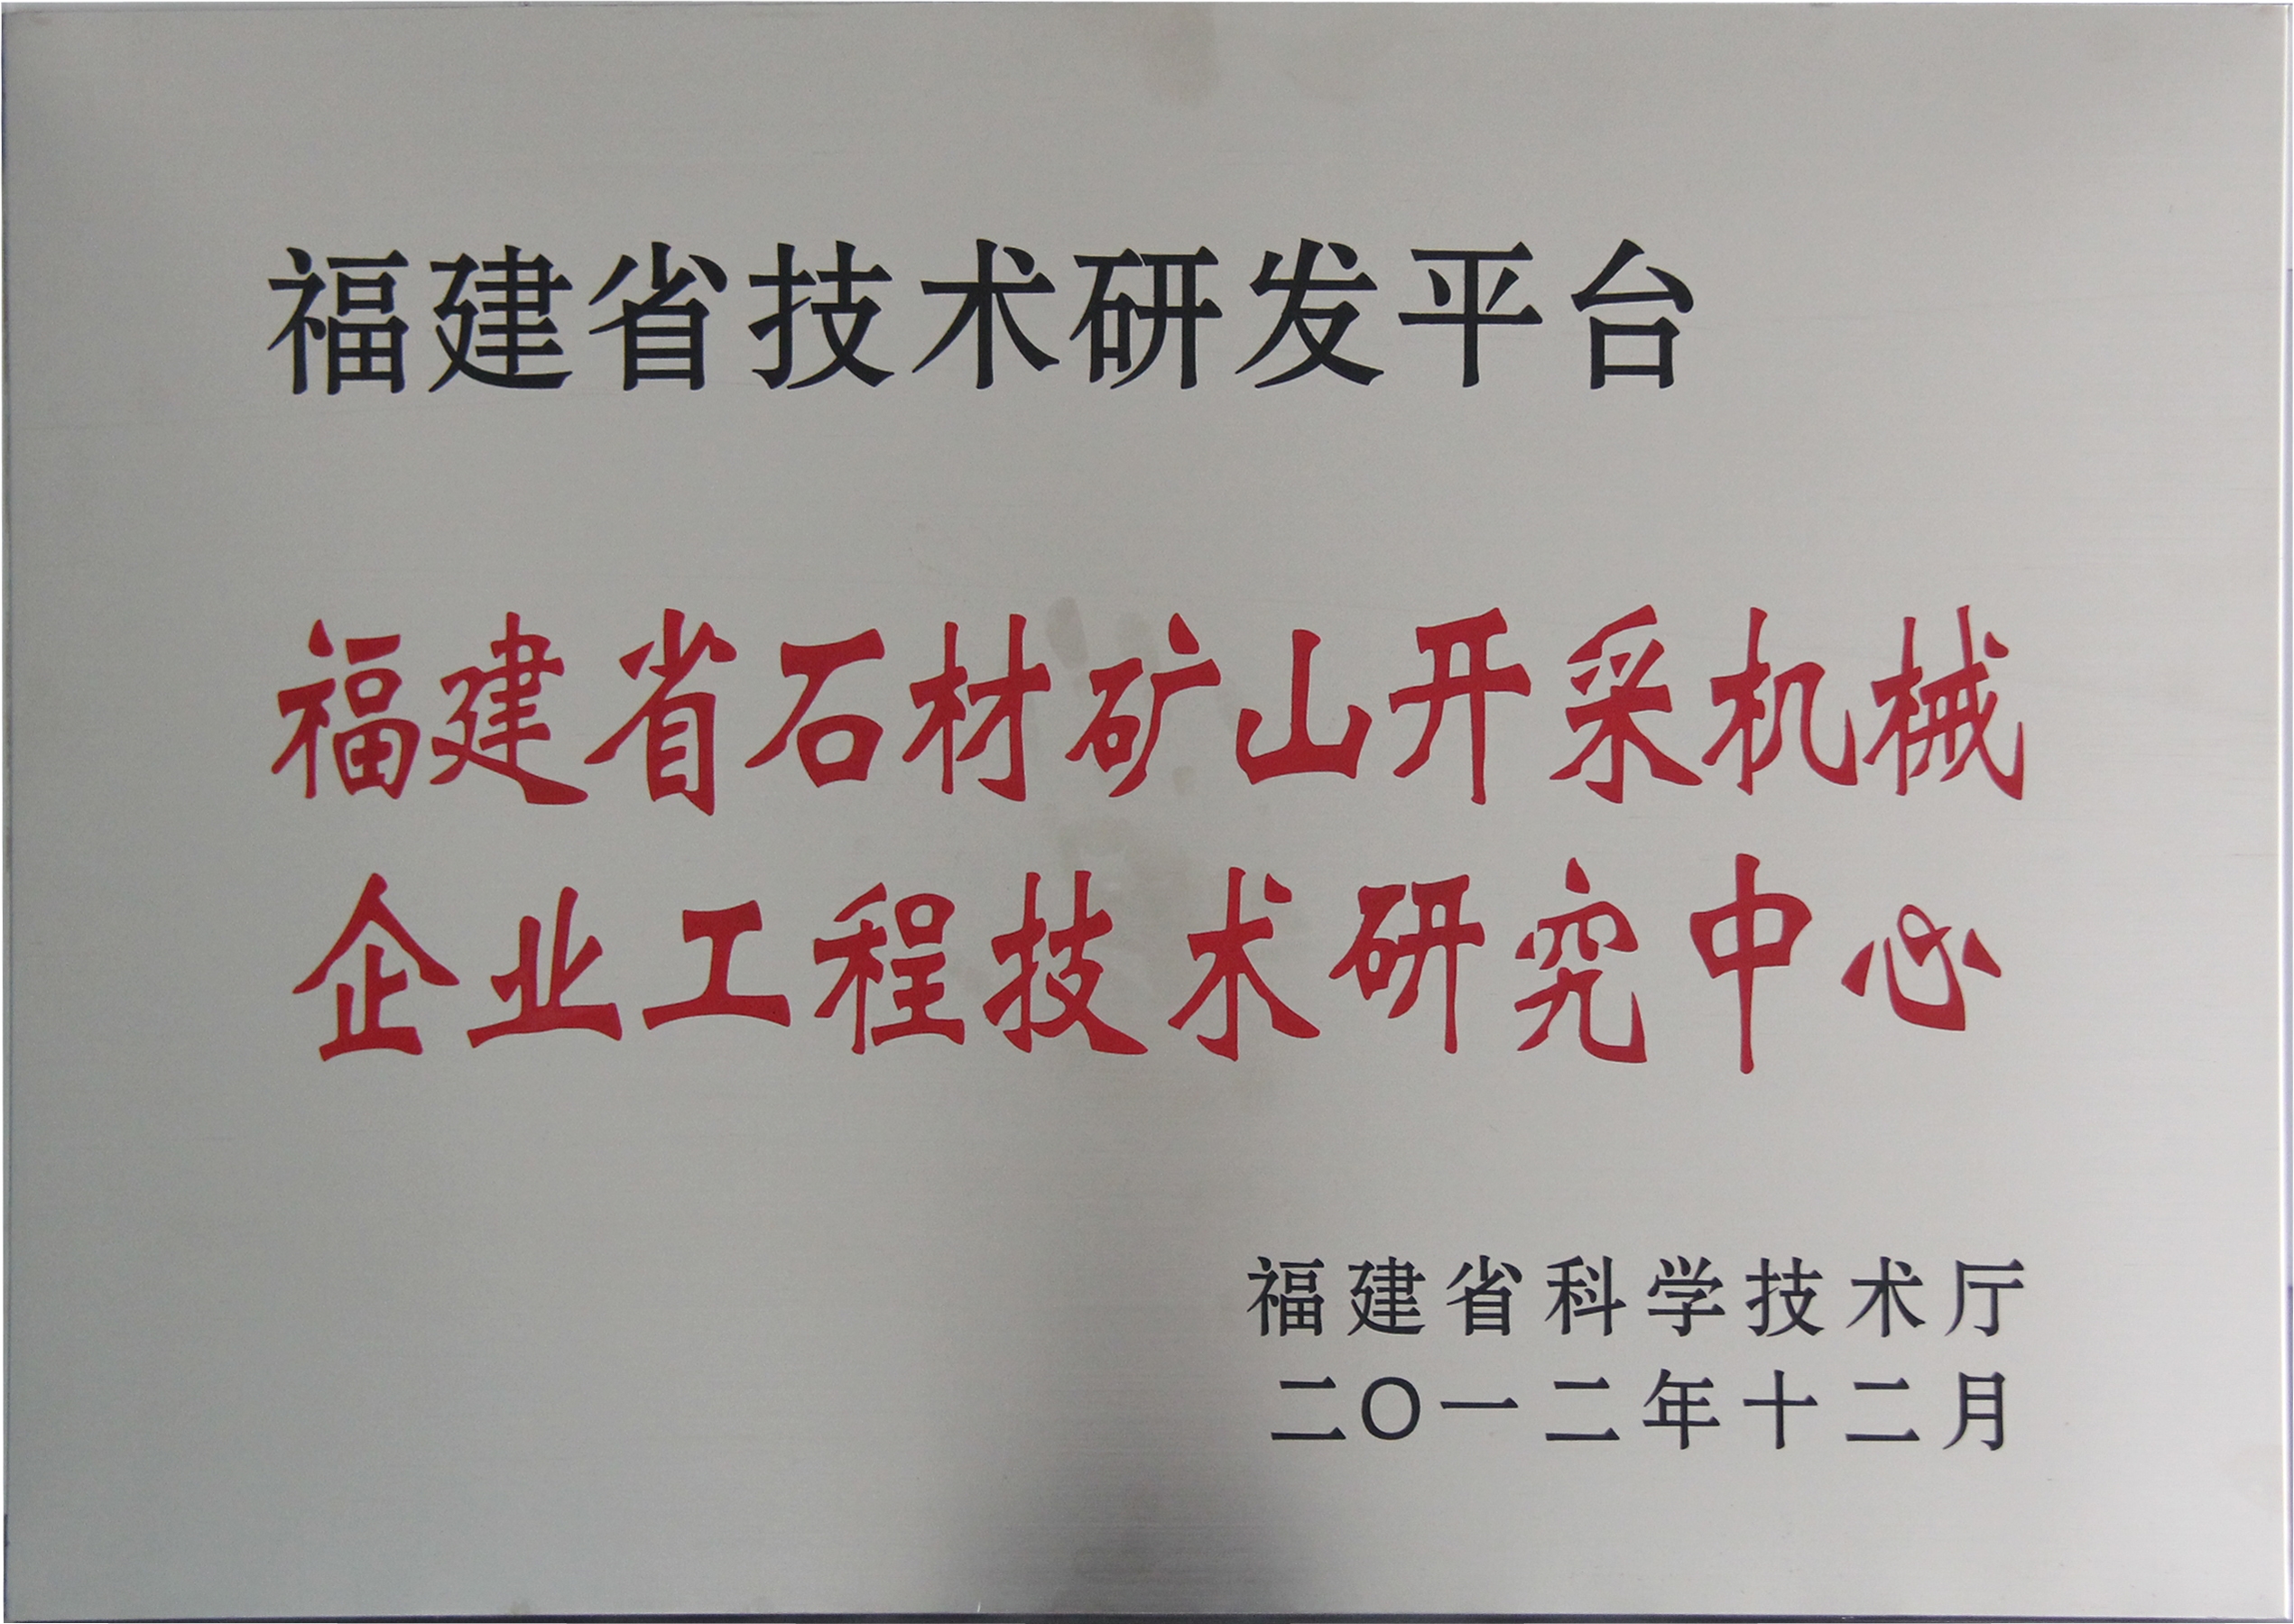 福建省技术研发平台
福建省石材矿山开采机械
企业工程技术研究中心
福建省科学技术厅
二〇一二年十二月